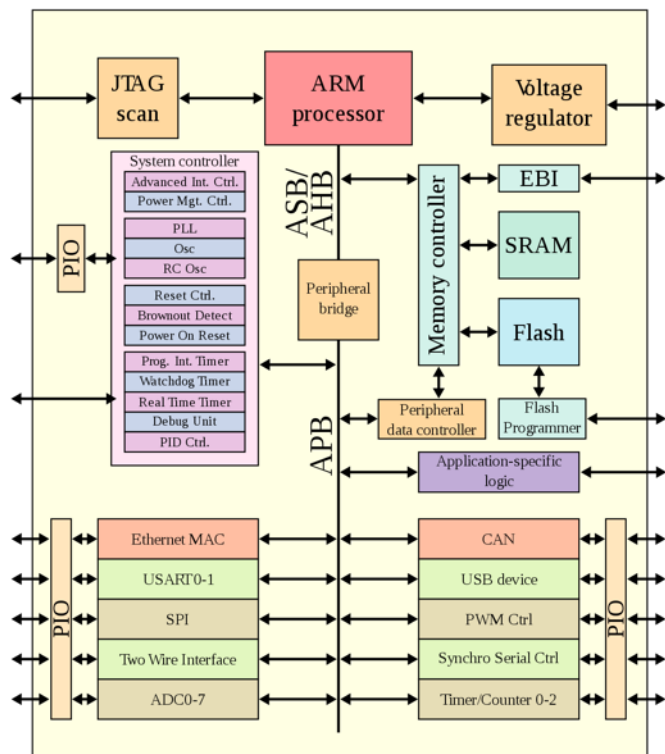 JTAG
scan
ARM
processor
Voltage
regulator
System controller
Advanced Int. Ctrl.
Power Mgt. Ctrl.
PLL
Osc
RC Osc
Reset Ctrl.
Brownout Detect
Power On Reset
Prog. Int. Timer
Watchdog Timer
Real Time Timer
Debug Unit
PID Ctrl.
PIO
ASB/
AHB
Peripheral
bridge
APB
Memory controller
EBI
SRAM
Flash
Peripheral
data controller
Flash
Programmer
Application-specific
logic
PIO
Ethernet MAC
USART0-1
SPI
Two Wire Interface
ADC0-7
CAN
USB device
PWM Ctrl
Synchro Serial Ctrl
Timer/Counter 0-2
PIO